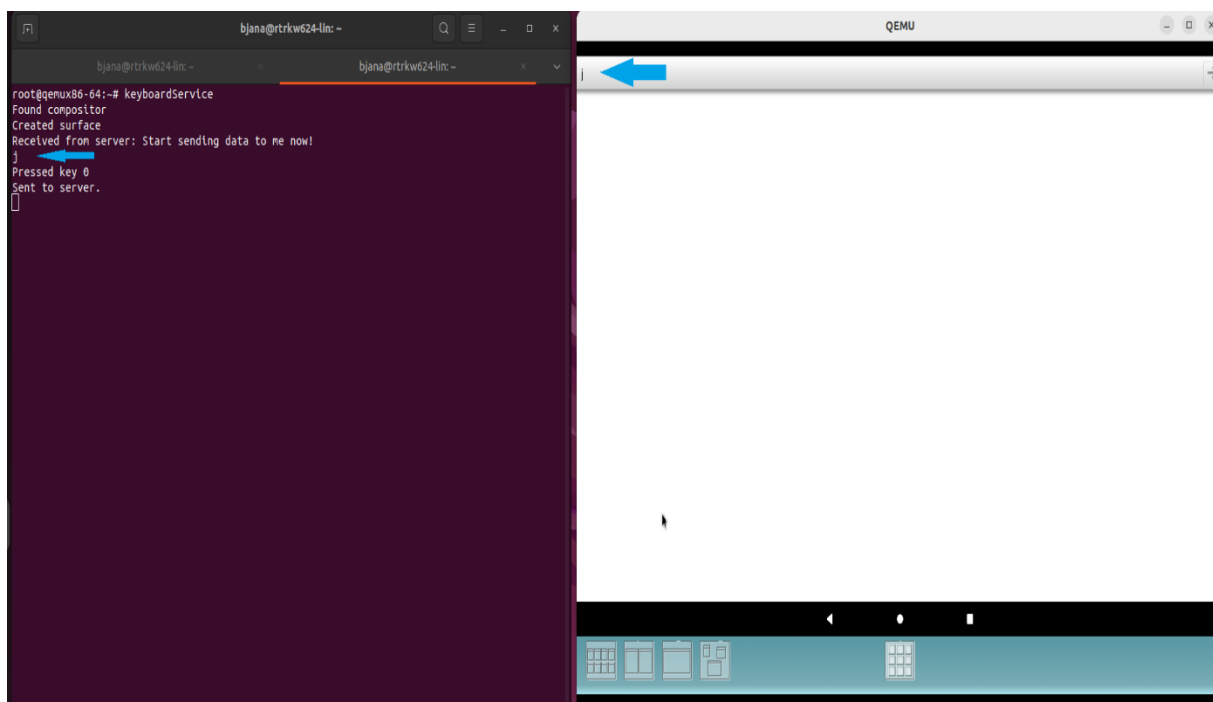 bjana@rtrkw624-lin: ~
bjana@rtrkw624-lin: ~
bjana@rtrkw624-lin: ~
root@qemux86-64:~# keyboardService
Found compositor
Created surface
Received from server: Start sending data to me now!
j
Pressed key 0
Sent to server.
QEMU
j